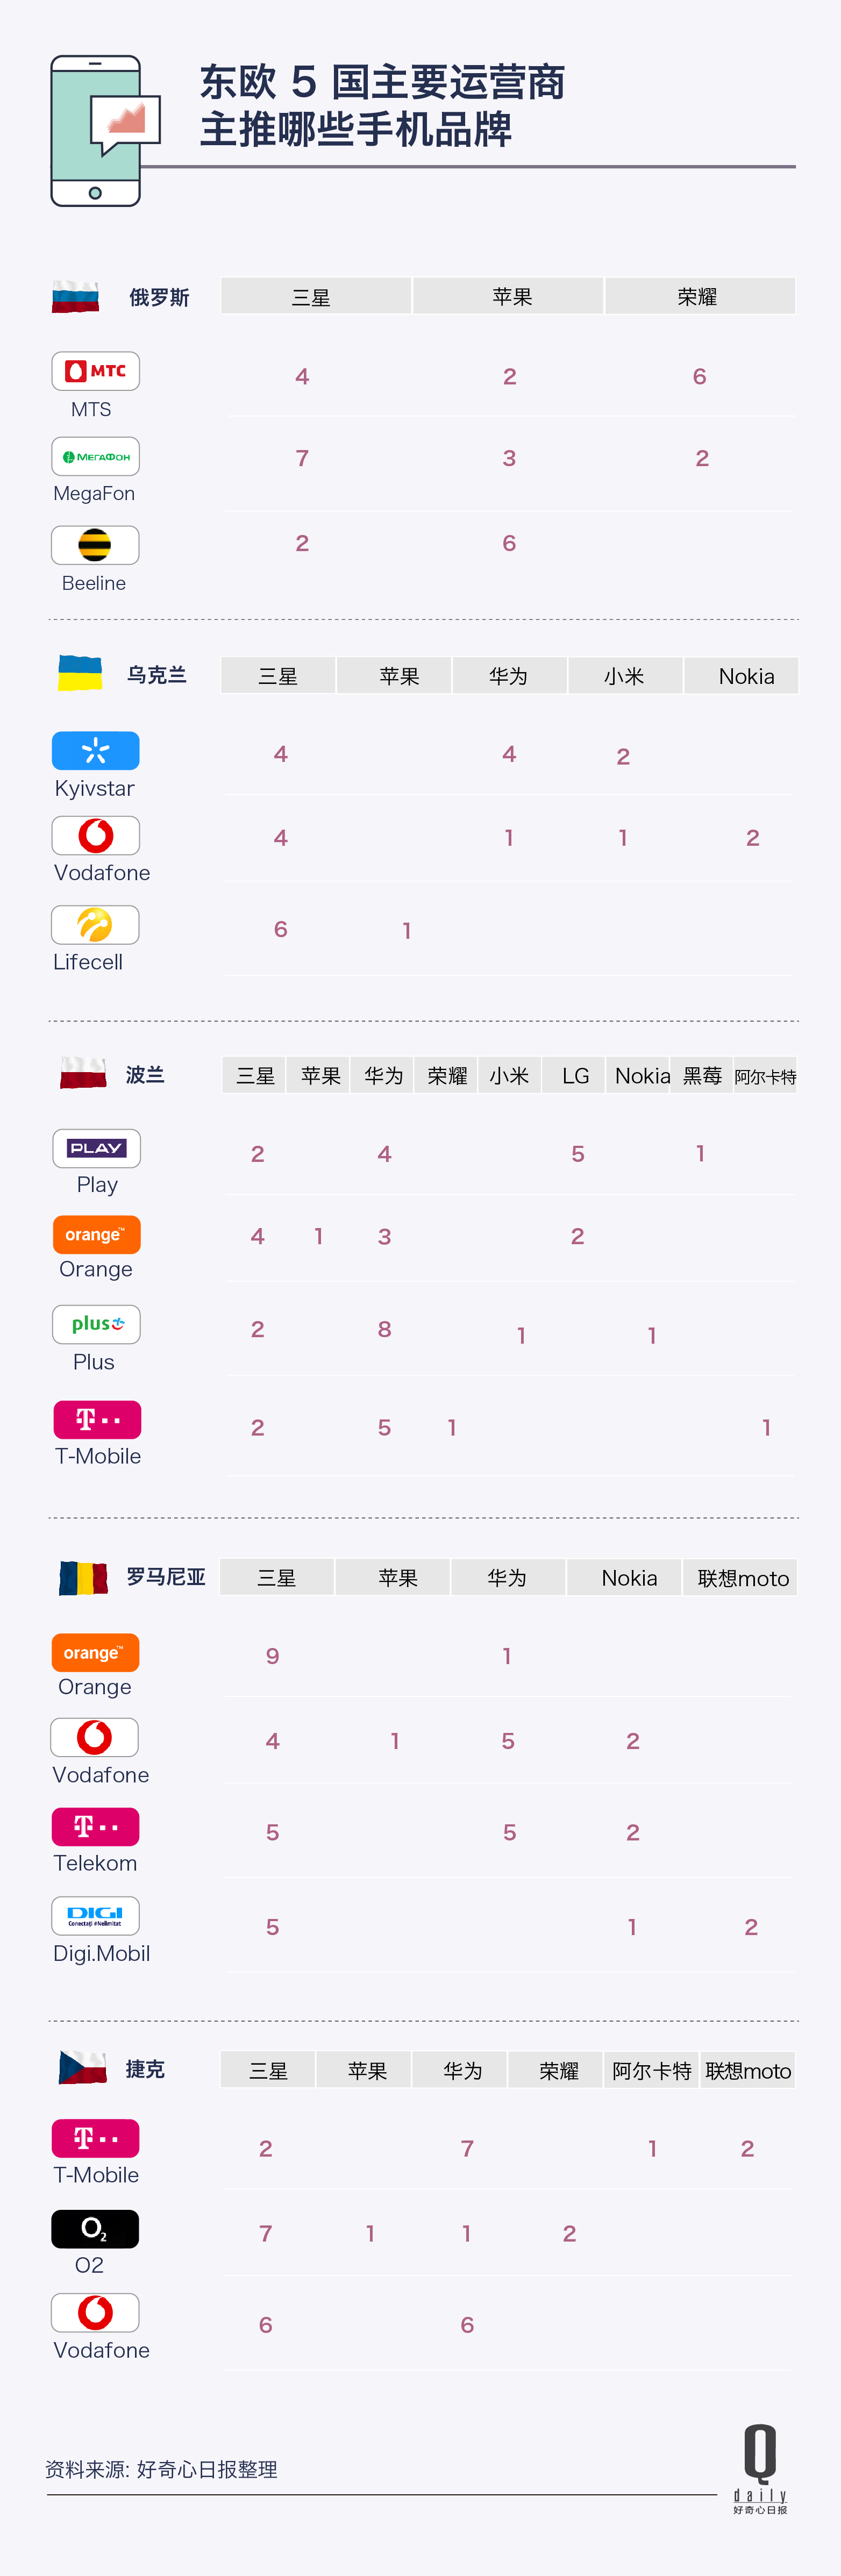 东欧 5 国主要运营商
主推哪些手机品牌
俄罗斯 三星 苹果 荣耀
МТС 4 2 6
MTS
МЕГАФОН 7 3 2
MegaFon
2 6
Beeline
乌克兰 三星 苹果 华为 小米 Nokia
4 4 2
Kyivstar
4 1 1 2
Vodafone
6 1
Lifecell
波兰 三星 苹果 华为 荣耀 小米 LG Nokia 黑莓 阿尔卡特
PLAY 2 4 5 1
Play
orange™ 4 1 3 2
Orange
plus 2 8 1 1
Plus
T 2 5 1 1
T-Mobile
罗马尼亚 三星 苹果 华为 Nokia 联想moto
orange™ 9 1
Orange
4 1 5 2
Vodafone
T 5 5 2
Telekom
DIGI 5 1 2
Conectați #Nelimitat
Digi.Mobil
捷克 三星 苹果 华为 荣耀 阿尔卡特 联想moto
T 2 7 1 2
T-Mobile
O2 7 1 1 2
O2
6 6
Vodafone
资料来源: 好奇心日报整理
Q
daily
好奇心日报